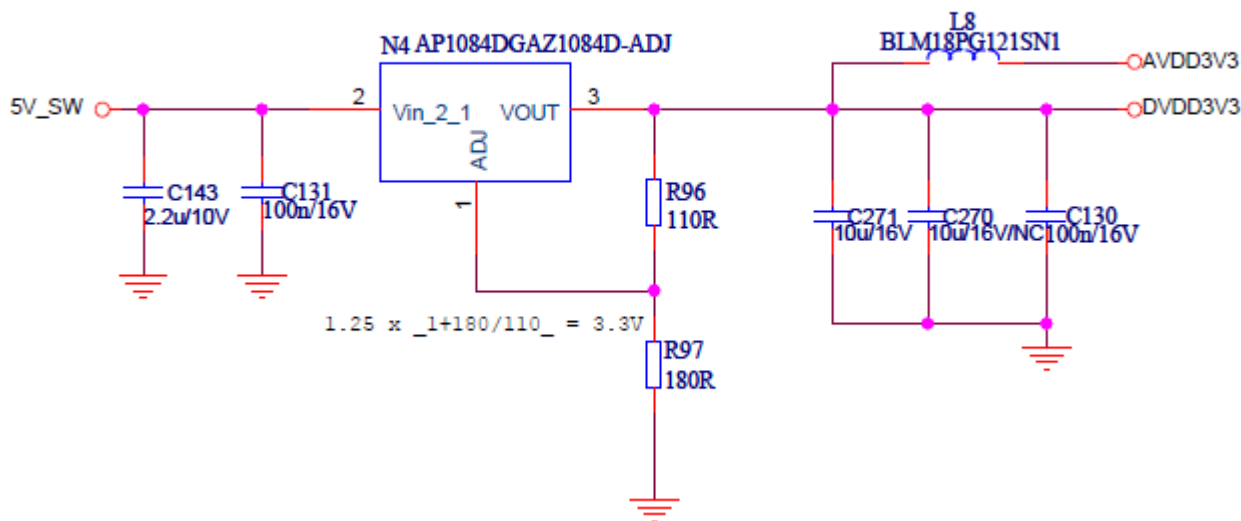 L8
BLM18PG121SN1
N4 AP1084DGAZ1084D-ADJ
AVDD3V3
5V_SW
2
Vin_2_1
VOUT
3
DVDD3V3
ADJ
1
C143
2.2u/10V
C131
100n/16V
R96
110R
C271
10u/16V
C270
10u/16V/NC
C130
100n/16V
1.25 x _1+180/110_ = 3.3V
R97
180R